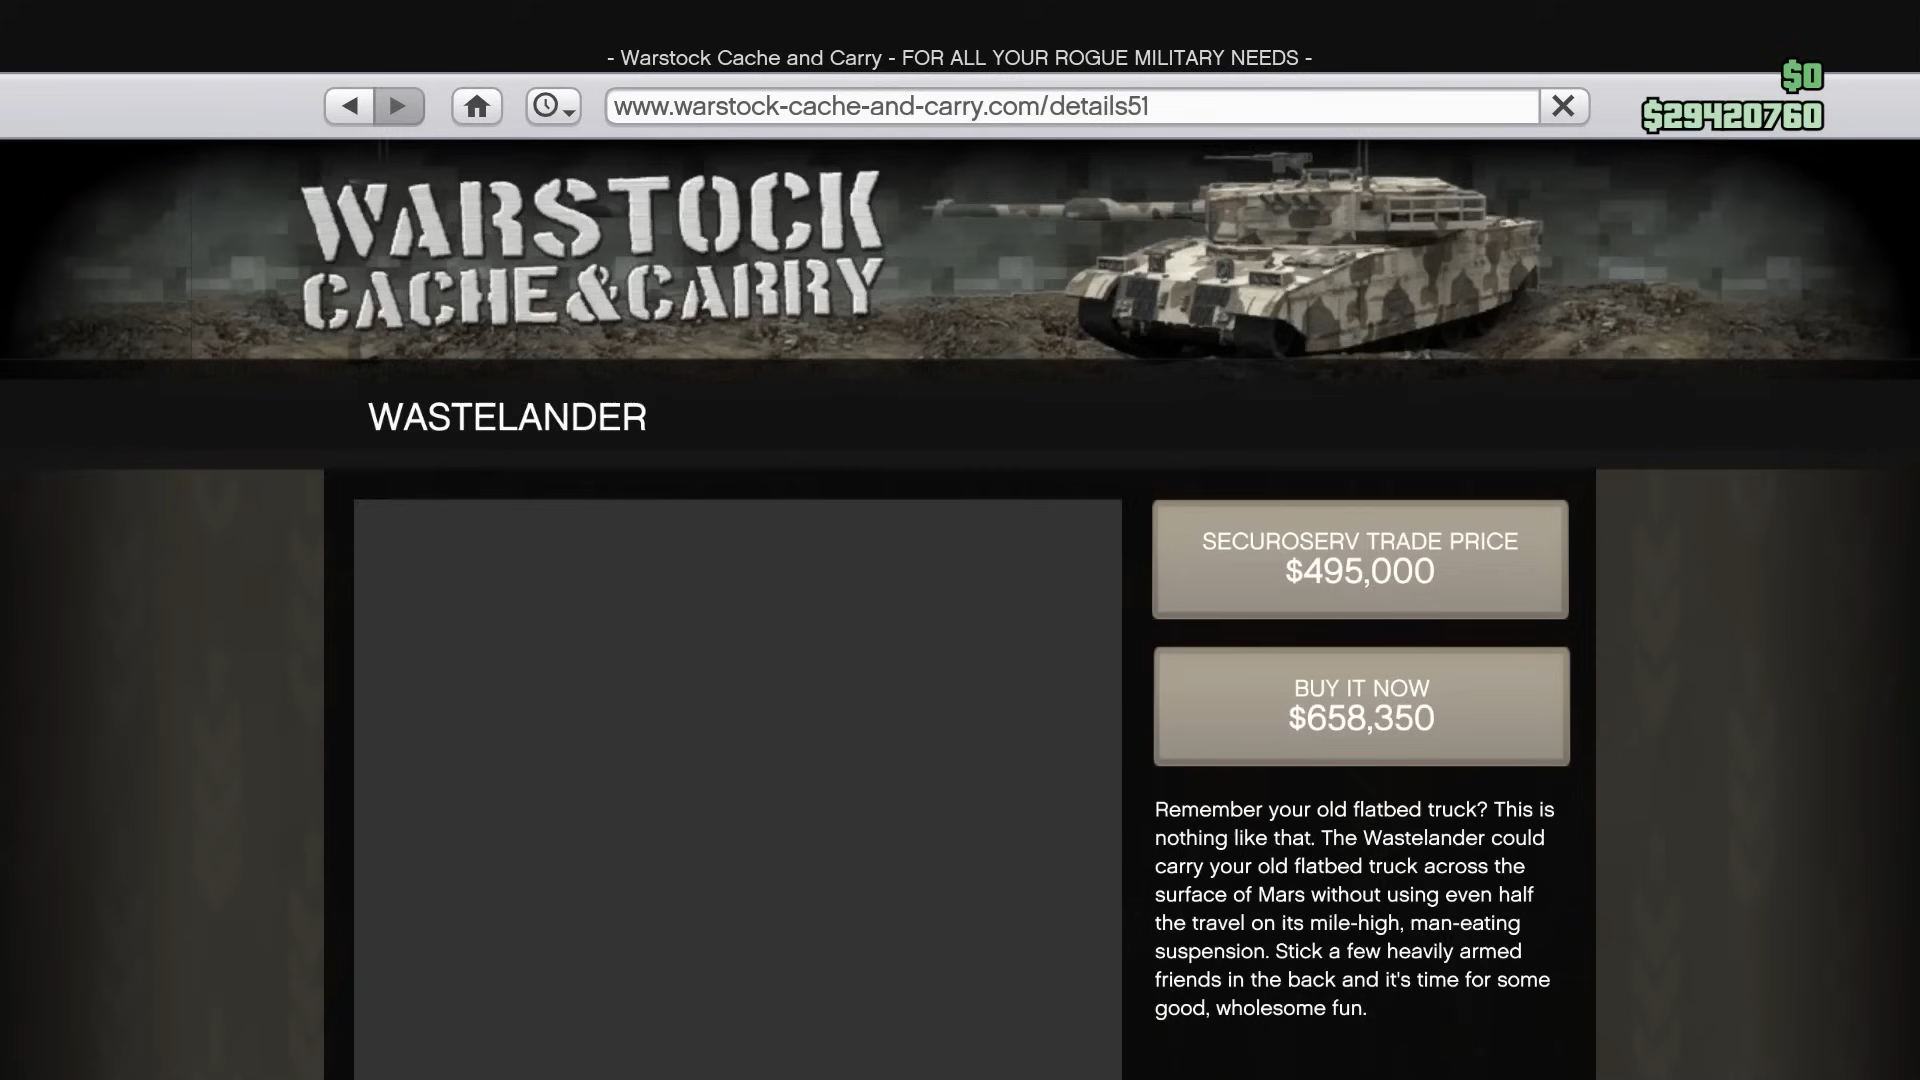 - Warstock Cache and Carry - FOR ALL YOUR ROGUE MILITARY NEEDS -
$0
www.warstock-cache-and-carry.com/details51
$29420760
WARSTOCK
CACHE & CARRY
WASTELANDER
SECUROSERV TRADE PRICE
$495,000
BUY IT NOW
$658,350
Remember your old flatbed truck? This is
nothing like that. The Wastelander could
carry your old flatbed truck across the
surface of Mars without using even half
the travel on its mile-high, man-eating
suspension. Stick a few heavily armed
friends in the back and it's time for some
good, wholesome fun.